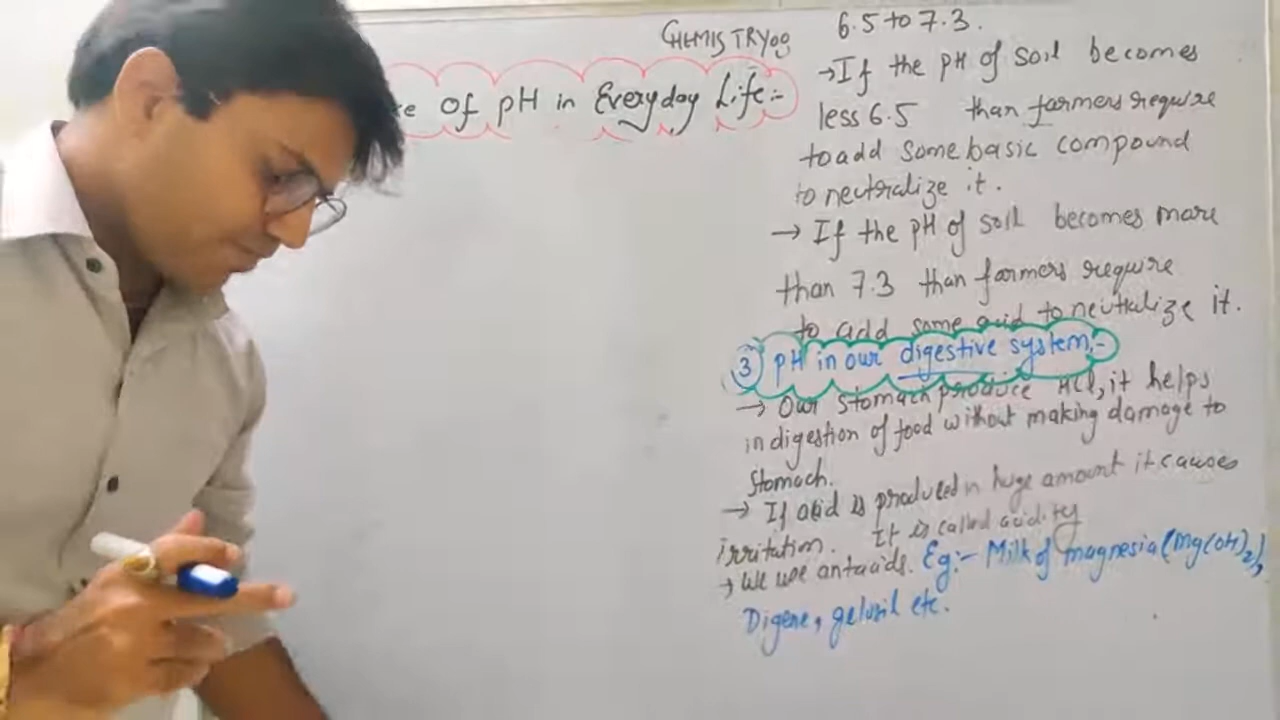 CHEMISTRY
of pH in Everyday Life:-
6.5 to 7.3.
→ If the pH of soil becomes
less 6.5 than farmers require
to add some basic compound
to neutralize it.
→ If the pH of soil becomes more
than 7.3 than farmers require
to add some acid to neutralize it.
3 pH in our digestive system:-
→ Our stomach produce HCl, it helps
in digestion of food without making damage to
stomach.
→ If acid is produced in huge amount it causes
irritation. It is called acidity
→ We use antacids. Eg:- Milk of magnesia (Mg(OH)2),
Digene, gelusil etc.